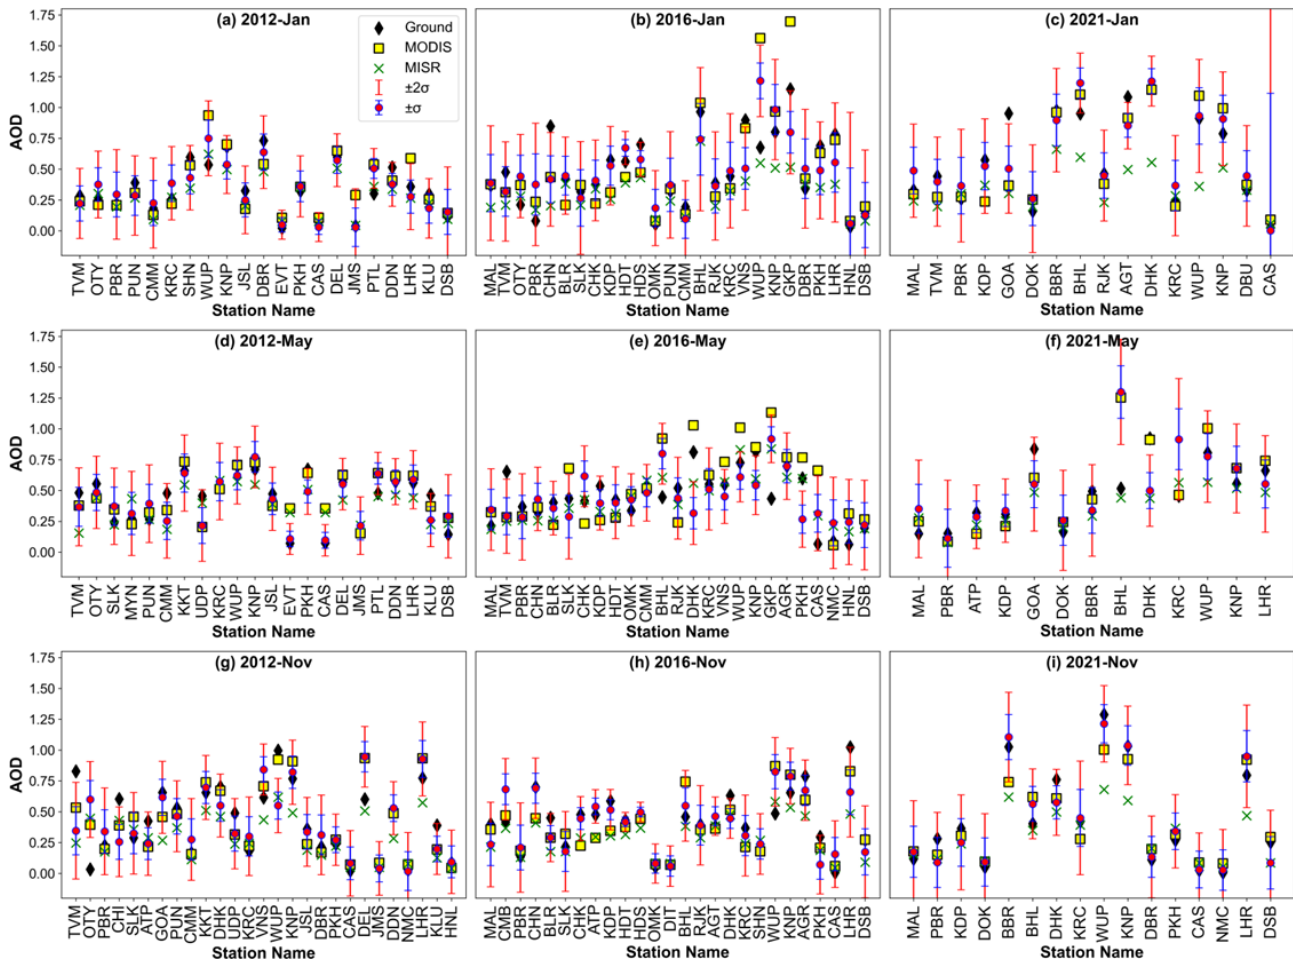 (a) 2012-Jan
Ground
MODIS
MISR
±2σ
±σ
AOD
1.75
1.50
1.25
1.00
0.75
0.50
0.25
0.00
TVM
OTY
PBR
PUN
CMM
KRC
SHN
WUP
KNP
JSL
DBR
EVT
PKH
CAS
DEL
JMS
PTL
DDN
LHR
KLU
DSB
Station Name
(b) 2016-Jan
MAL
TVM
OTY
PBR
CHN
BLR
SLK
CHK
KDP
HDT
HDS
OMK
PUN
CMM
BHL
RJK
KRC
VNS
WUP
KNP
GKP
DBR
PKH
LHR
HNL
DSB
Station Name
(c) 2021-Jan
MAL
TVM
PBR
KDP
GOA
DOK
BBR
BHL
RJK
AGT
DHK
KRC
WUP
KNP
DBU
CAS
Station Name
(d) 2012-May
AOD
1.75
1.50
1.25
1.00
0.75
0.50
0.25
0.00
TVM
OTY
SLK
MYN
PUN
CMM
KKT
UDP
KRC
WUP
KNP
JSL
EVT
PKH
CAS
DEL
JMS
PTL
DDN
LHR
KLU
DSB
Station Name
(e) 2016-May
MAL
TVM
PBR
CHN
BLR
SLK
CHK
KDP
HDT
OMK
CMM
BHL
RJK
DHK
KRC
VNS
WUP
KNP
GKP
AGR
PKH
CAS
NMC
HNL
DSB
Station Name
(f) 2021-May
MAL
PBR
ATP
KDP
GOA
DOK
BBR
BHL
DHK
KRC
WUP
KNP
LHR
Station Name
(g) 2012-Nov
AOD
1.75
1.50
1.25
1.00
0.75
0.50
0.25
0.00
TVM
OTY
PBR
CHI
SLK
ATP
GOA
PUN
CMM
KKT
DHK
UDP
KRC
VNS
WUP
KNP
JSL
DBR
PKH
CAS
DEL
JMS
DDN
NMC
LHR
KLU
HNL
Station Name
(h) 2016-Nov
MAL
CMB
PBR
CHN
BLR
SLK
CHK
ATP
KDP
HDT
HDS
OMK
DIT
BHL
RJK
AGT
DHK
KRC
SHN
WUP
KNP
AGR
PKH
CAS
LHR
DSB
Station Name
(i) 2021-Nov
MAL
PBR
KDP
DOK
BBR
BHL
DHK
KRC
WUP
KNP
DBR
PKH
CAS
NMC
LHR
DSB
Station Name